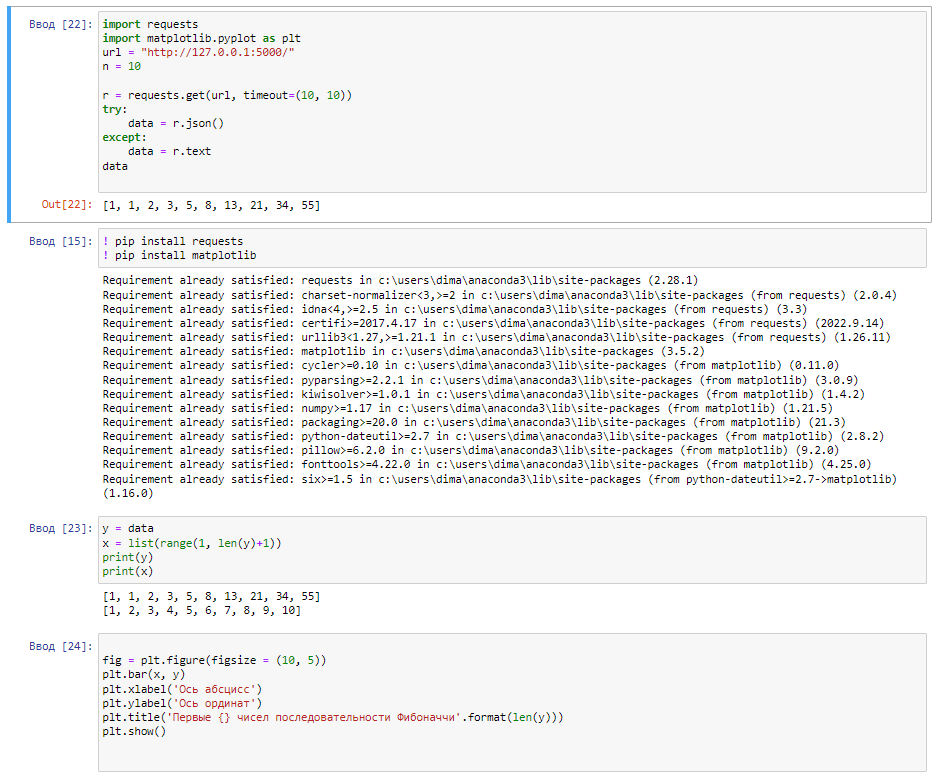 Ввод [22]: import requests
import matplotlib.pyplot as plt
url = "http://127.0.0.1:5000/"
n = 10
r = requests.get(url, timeout=(10, 10))
try:
    data = r.json()
except:
    data = r.text
data
Out[22]: [1, 1, 2, 3, 5, 8, 13, 21, 34, 55]
Ввод [15]: ! pip install requests
! pip install matplotlib
Requirement already satisfied: requests in c:\users\dima\anaconda3\lib\site-packages (2.28.1)
Requirement already satisfied: charset-normalizer<3,>=2 in c:\users\dima\anaconda3\lib\site-packages (from requests) (2.0.4)
Requirement already satisfied: idna<4,>=2.5 in c:\users\dima\anaconda3\lib\site-packages (from requests) (3.3)
Requirement already satisfied: certifi>=2017.4.17 in c:\users\dima\anaconda3\lib\site-packages (from requests) (2022.9.14)
Requirement already satisfied: urllib3<1.27,>=1.21.1 in c:\users\dima\anaconda3\lib\site-packages (from requests) (1.26.11)
Requirement already satisfied: matplotlib in c:\users\dima\anaconda3\lib\site-packages (3.5.2)
Requirement already satisfied: cycler>=0.10 in c:\users\dima\anaconda3\lib\site-packages (from matplotlib) (0.11.0)
Requirement already satisfied: pyparsing>=2.2.1 in c:\users\dima\anaconda3\lib\site-packages (from matplotlib) (3.0.9)
Requirement already satisfied: kiwisolver>=1.0.1 in c:\users\dima\anaconda3\lib\site-packages (from matplotlib) (1.4.2)
Requirement already satisfied: numpy>=1.17 in c:\users\dima\anaconda3\lib\site-packages (from matplotlib) (1.21.5)
Requirement already satisfied: packaging>=20.0 in c:\users\dima\anaconda3\lib\site-packages (from matplotlib) (21.3)
Requirement already satisfied: python-dateutil>=2.7 in c:\users\dima\anaconda3\lib\site-packages (from matplotlib) (2.8.2)
Requirement already satisfied: pillow>=6.2.0 in c:\users\dima\anaconda3\lib\site-packages (from matplotlib) (9.2.0)
Requirement already satisfied: fonttools>=4.22.0 in c:\users\dima\anaconda3\lib\site-packages (from matplotlib) (4.25.0)
Requirement already satisfied: six>=1.5 in c:\users\dima\anaconda3\lib\site-packages (from python-dateutil>=2.7->matplotlib)
(1.16.0)
Ввод [23]: y = data
x = list(range(1, len(y)+1))
print(y)
print(x)
[1, 1, 2, 3, 5, 8, 13, 21, 34, 55]
[1, 2, 3, 4, 5, 6, 7, 8, 9, 10]
Ввод [24]:
fig = plt.figure(figsize = (10, 5))
plt.bar(x, y)
plt.xlabel('Ось абсцисс')
plt.ylabel('Ось ординат')
plt.title('Первые {} чисел последовательности Фибоначчи'.format(len(y)))
plt.show()